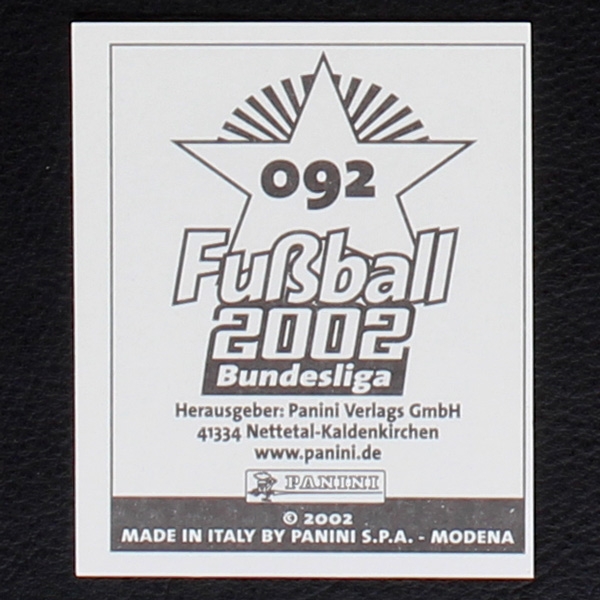 092
Fußball
2002
Bundesliga
Herausgeber: Panini Verlags GmbH
41334 Nettetal-Kaldenkirchen
www.panini.de
PANINI
© 2002
MADE IN ITALY BY PANINI S.P.A. - MODENA